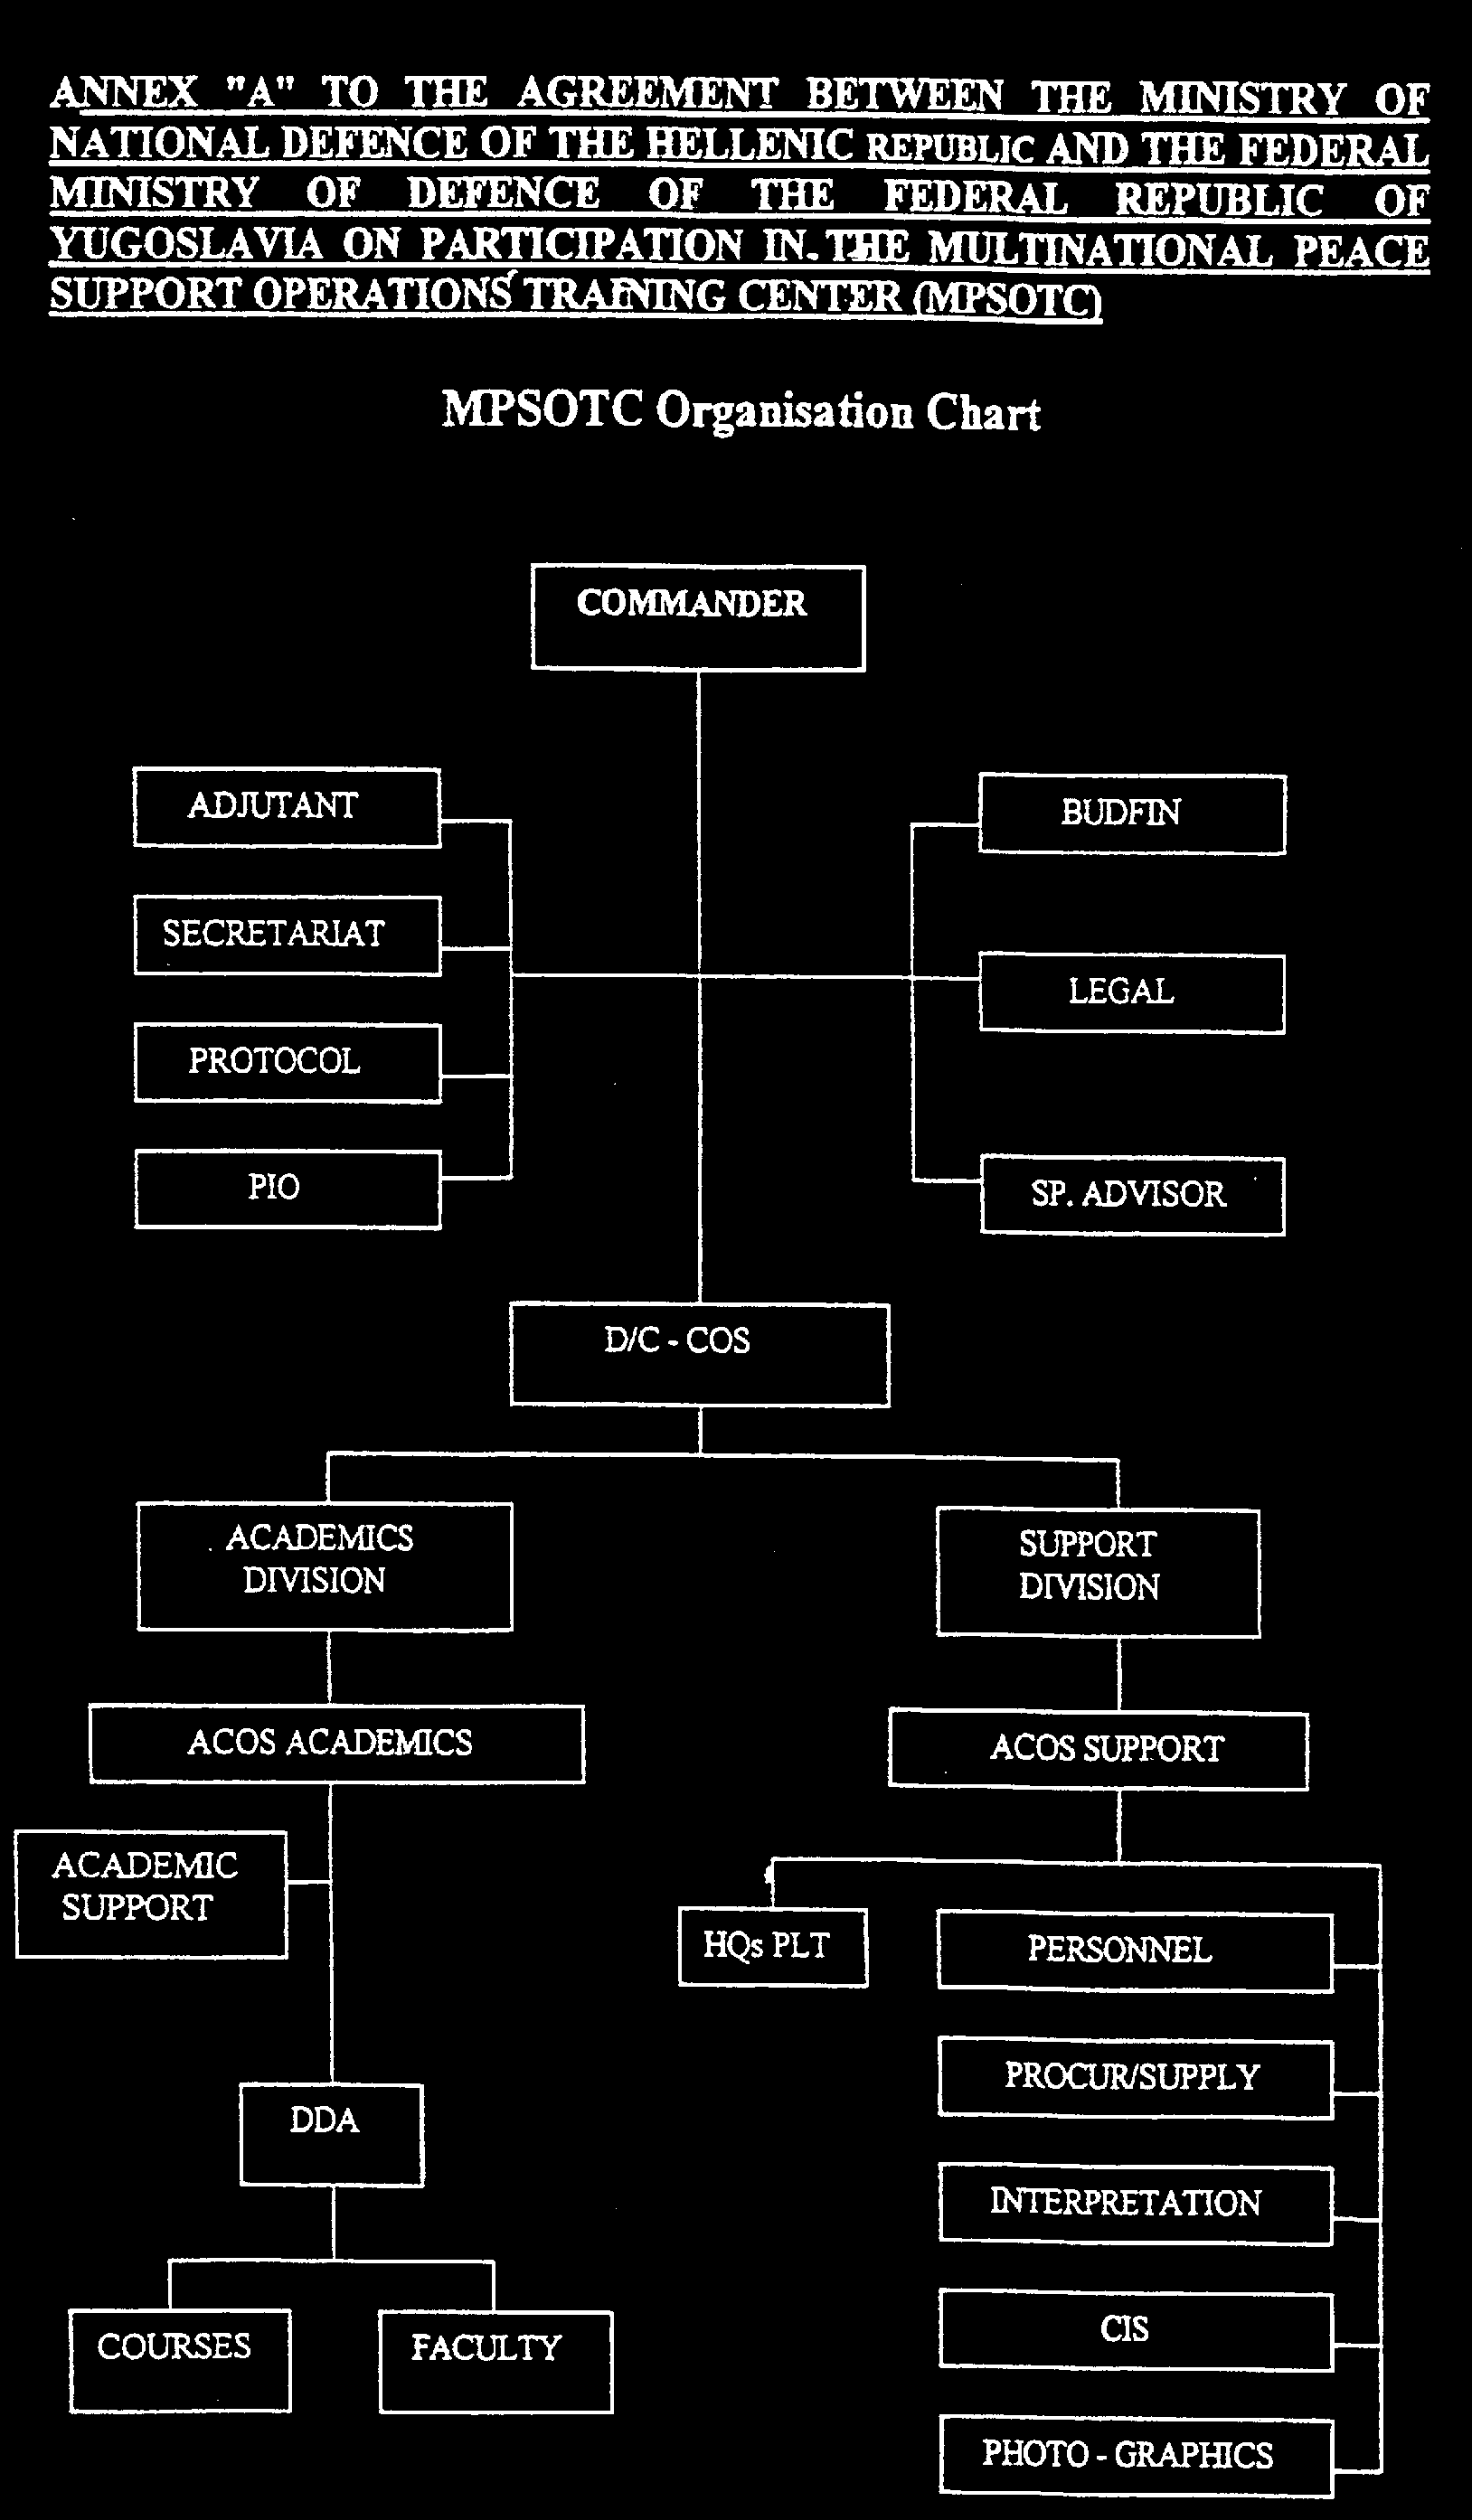 ANNEX "A" TO THE AGREEMENT BETWEEN THE MINISTRY OF
NATIONAL DEFENCE OF THE HELLENIC REPUBLIC AND THE FEDERAL
MINISTRY OF DEFENCE OF THE FEDERAL REPUBLIC OF
YUGOSLAVIA ON PARTICIPATION IN THE MULTINATIONAL PEACE
SUPPORT OPERATIONS TRAINING CENTER (MPSOTC)
MPSOTC Organisation Chart
COMMANDER
ADJUTANT
BUDFIN
SECRETARIAT
LEGAL
PROTOCOL
PIO
SP. ADVISOR
D/C - COS
ACADEMICS
DIVISION
SUPPORT
DIVISION
ACOS ACADEMICS
ACOS SUPPORT
ACADEMIC
SUPPORT
HQs PLT
PERSONNEL
PROCUR/SUPPLY
DDA
INTERPRETATION
COURSES
FACULTY
CIS
PHOTO - GRAPHICS